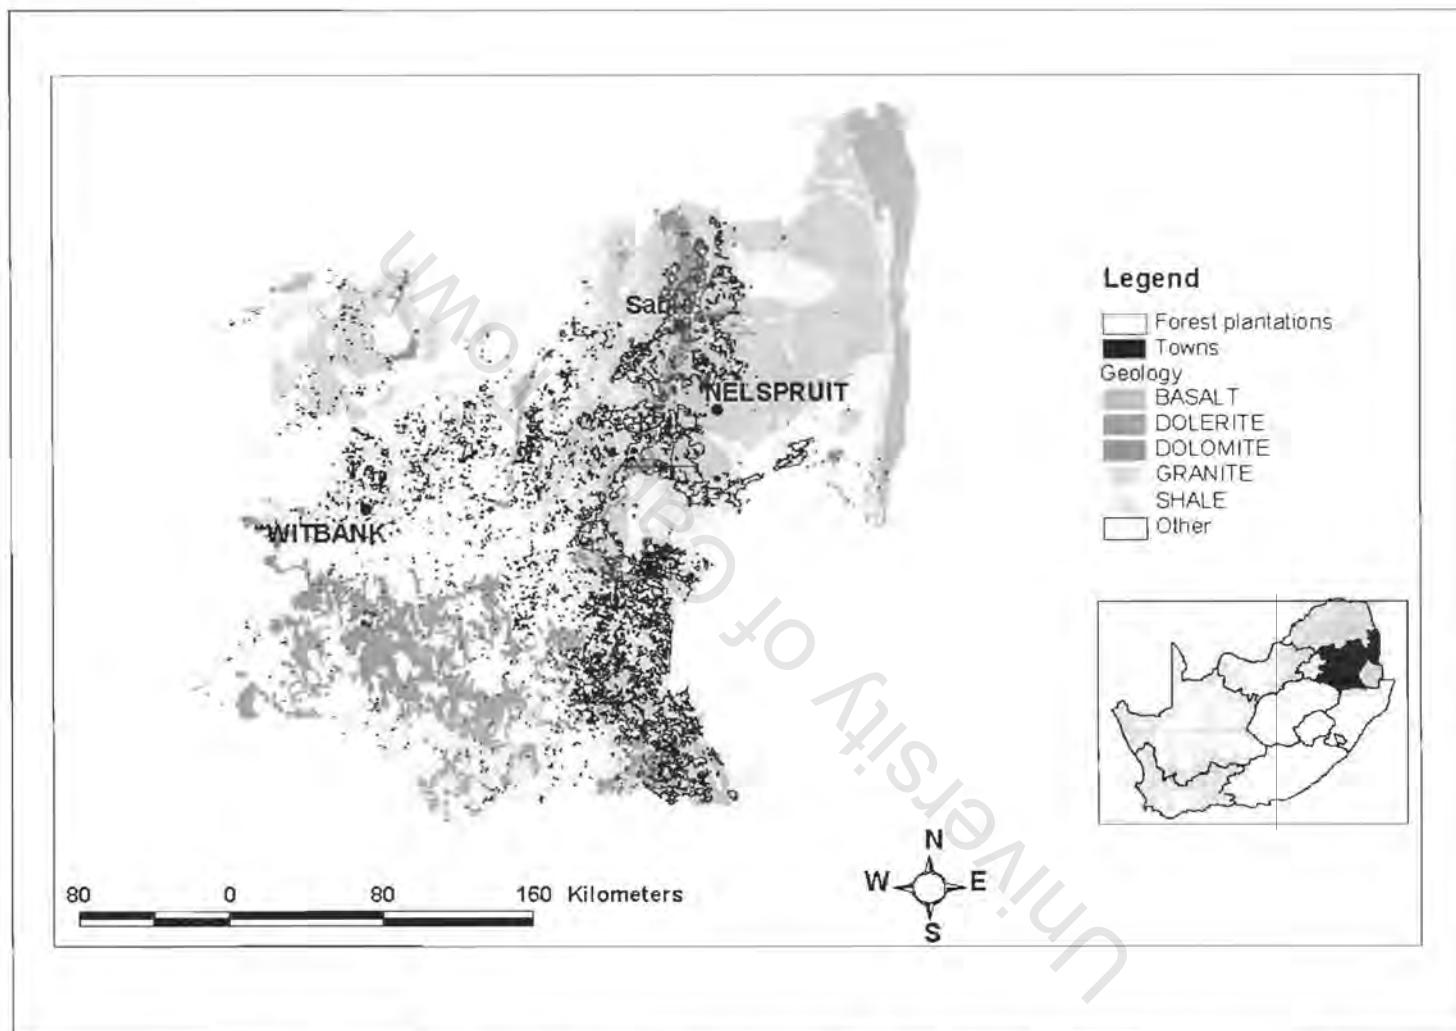 Sabie
NELSPRUIT
WITBANK
Legend
Forest plantations
Towns
Geology
BASALT
DOLERITE
DOLOMITE
GRANITE
SHALE
Other
80 0 80 160 Kilometers
N
W E
S
University of Cape Town